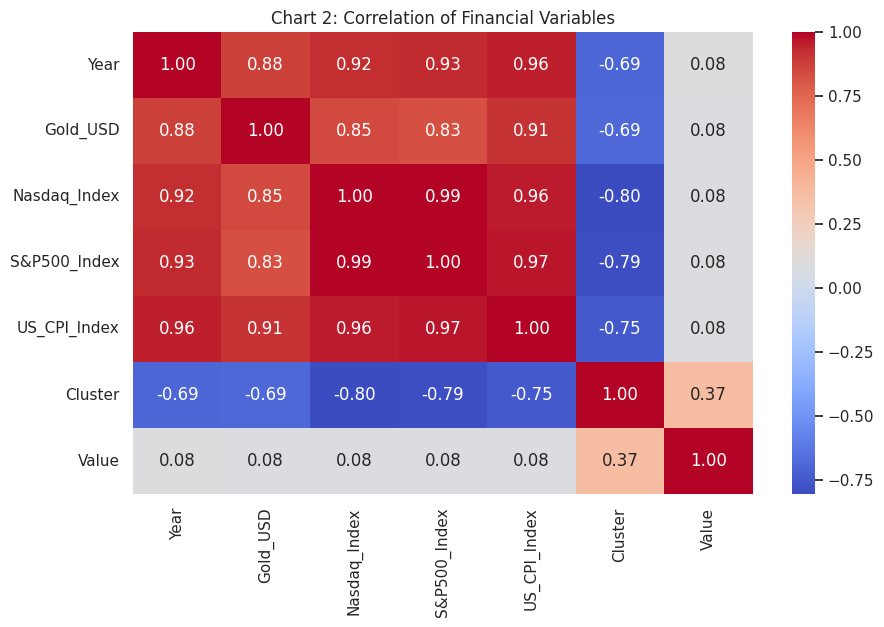 Chart 2: Correlation of Financial Variables
Year 1.00 0.88 0.92 0.93 0.96 -0.69 0.08
Gold_USD 0.88 1.00 0.85 0.83 0.91 -0.69 0.08
Nasdaq_Index 0.92 0.85 1.00 0.99 0.96 -0.80 0.08
S&P500_Index 0.93 0.83 0.99 1.00 0.97 -0.79 0.08
US_CPI_Index 0.96 0.91 0.96 0.97 1.00 -0.75 0.08
Cluster -0.69 -0.69 -0.80 -0.79 -0.75 1.00 0.37
Value 0.08 0.08 0.08 0.08 0.08 0.37 1.00
Year
Gold_USD
Nasdaq_Index
S&P500_Index
US_CPI_Index
Cluster
Value
1.00
0.75
0.50
0.25
0.00
−0.25
−0.50
−0.75